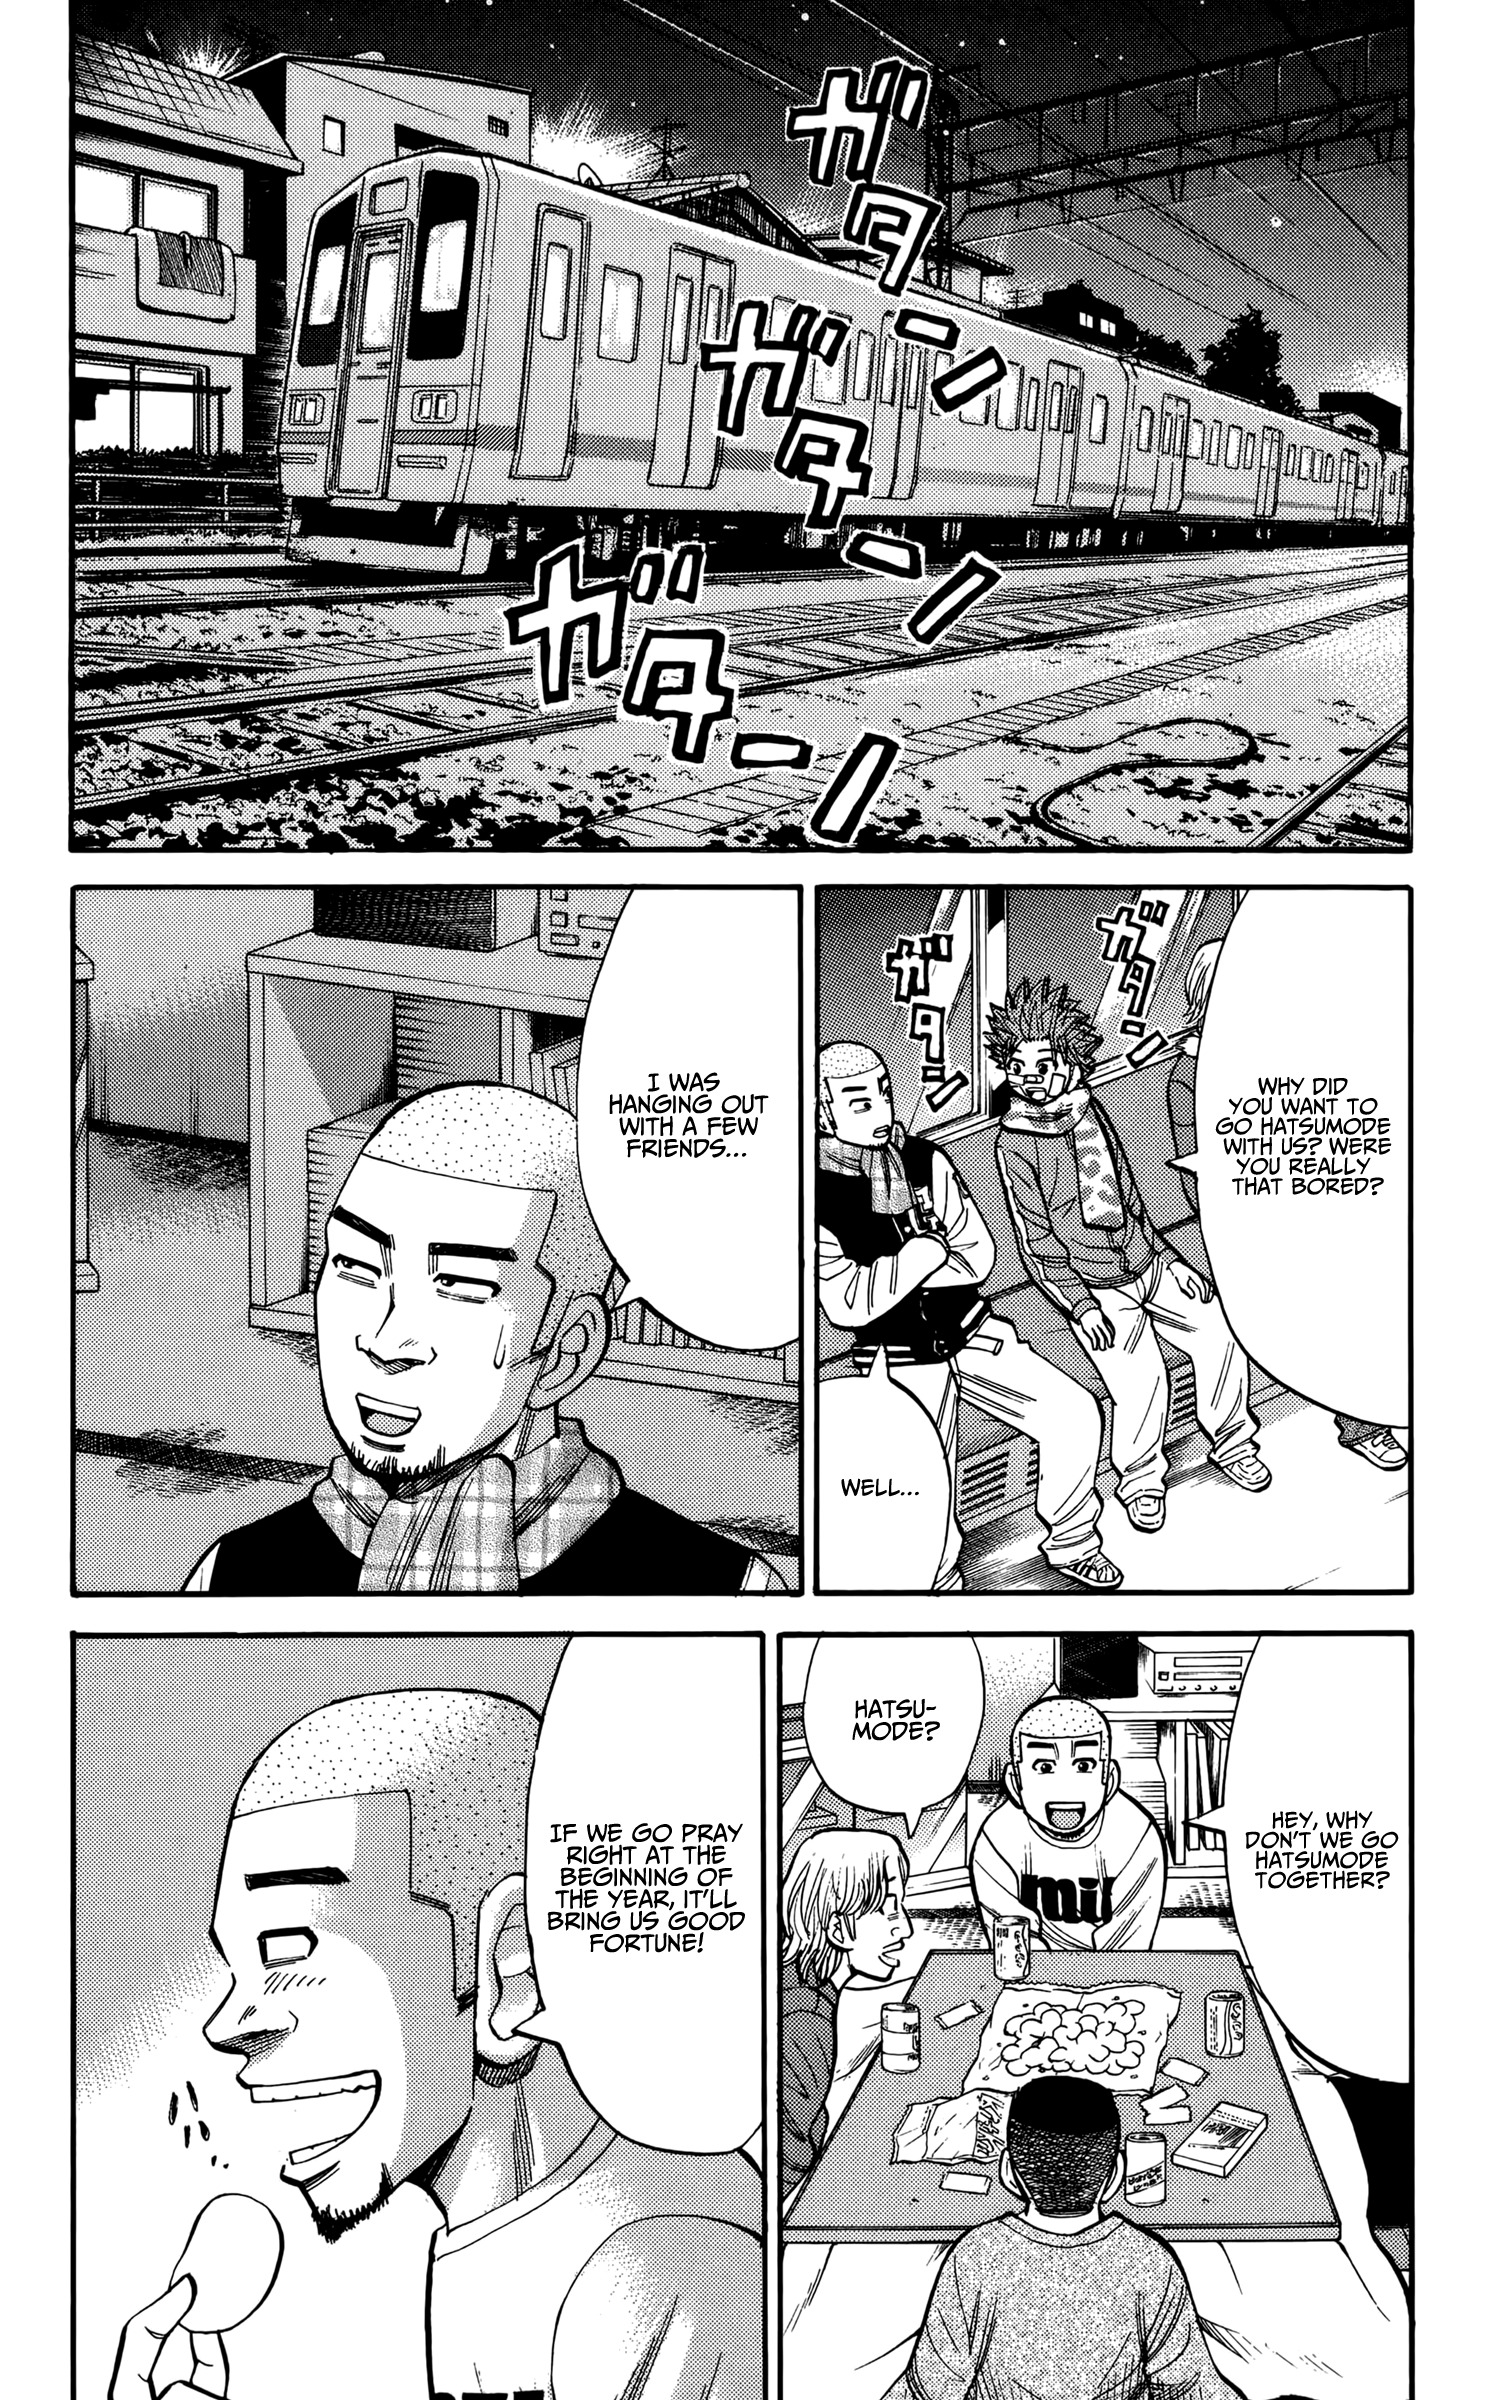 ガタン
ガタン
ガタン
ガタン
ガタン
WHY DID
YOU WANT TO
GO HATSUMODE
WITH US? WERE
YOU REALLY
THAT BORED?
WELL...
I WAS
HANGING OUT
WITH A FEW
FRIENDS...
HEY, WHY
DON'T WE GO
HATSUMODE
TOGETHER?
HATSU-
MODE?
mil
IF WE GO PRAY
RIGHT AT THE
BEGINNING OF
THE YEAR, IT'LL
BRING US GOOD
FORTUNE!